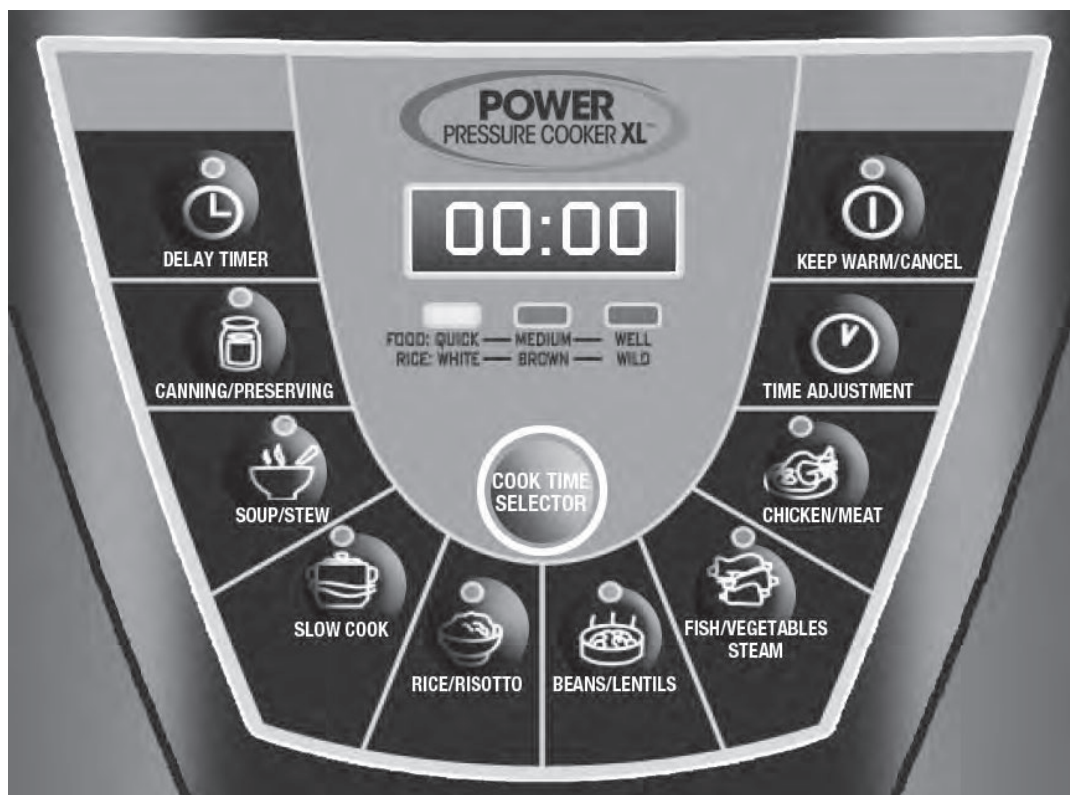 POWER
PRESSURE COOKER XL™
00:00
DELAY TIMER
KEEP WARM/CANCEL
FOOD: QUICK — MEDIUM — WELL
RICE: WHITE — BROWN — WILD
CANNING/PRESERVING
TIME ADJUSTMENT
COOK TIME
SELECTOR
SOUP/STEW
CHICKEN/MEAT
SLOW COOK
FISH/VEGETABLES
STEAM
RICE/RISOTTO
BEANS/LENTILS